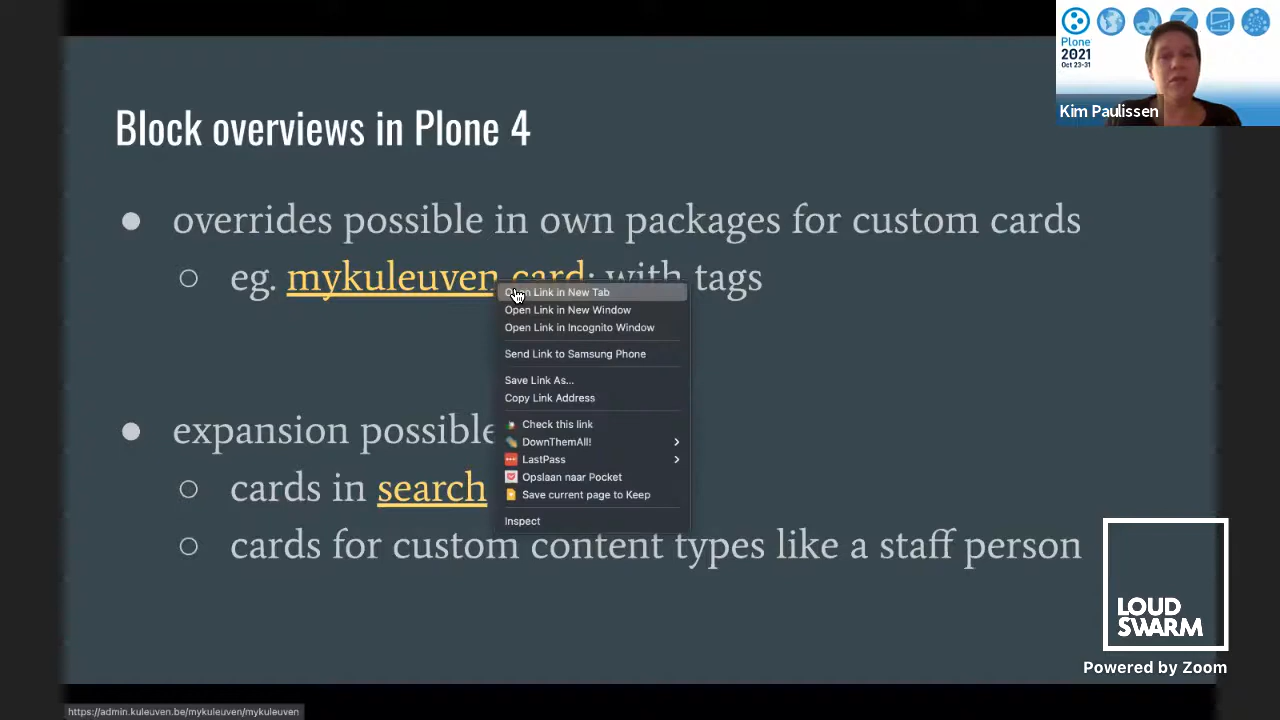 Plone
2021
Oct 23-31
Kim Paulissen
Block overviews in Plone 4
● overrides possible in own packages for custom cards
○ eg. mykuleuven card: with tags
Open Link in New Tab
Open Link in New Window
Open Link in Incognito Window
Send Link to Samsung Phone
Save Link As...
Copy Link Address
Check this link
DownThemAll!
LastPass
Opslaan naar Pocket
Save current page to Keep
Inspect
● expansion possible
○ cards in search
○ cards for custom content types like a staff person
LOUD
SWARM
Powered by Zoom
https://admin.kuleuven.be/mykuleuven/mykuleuven